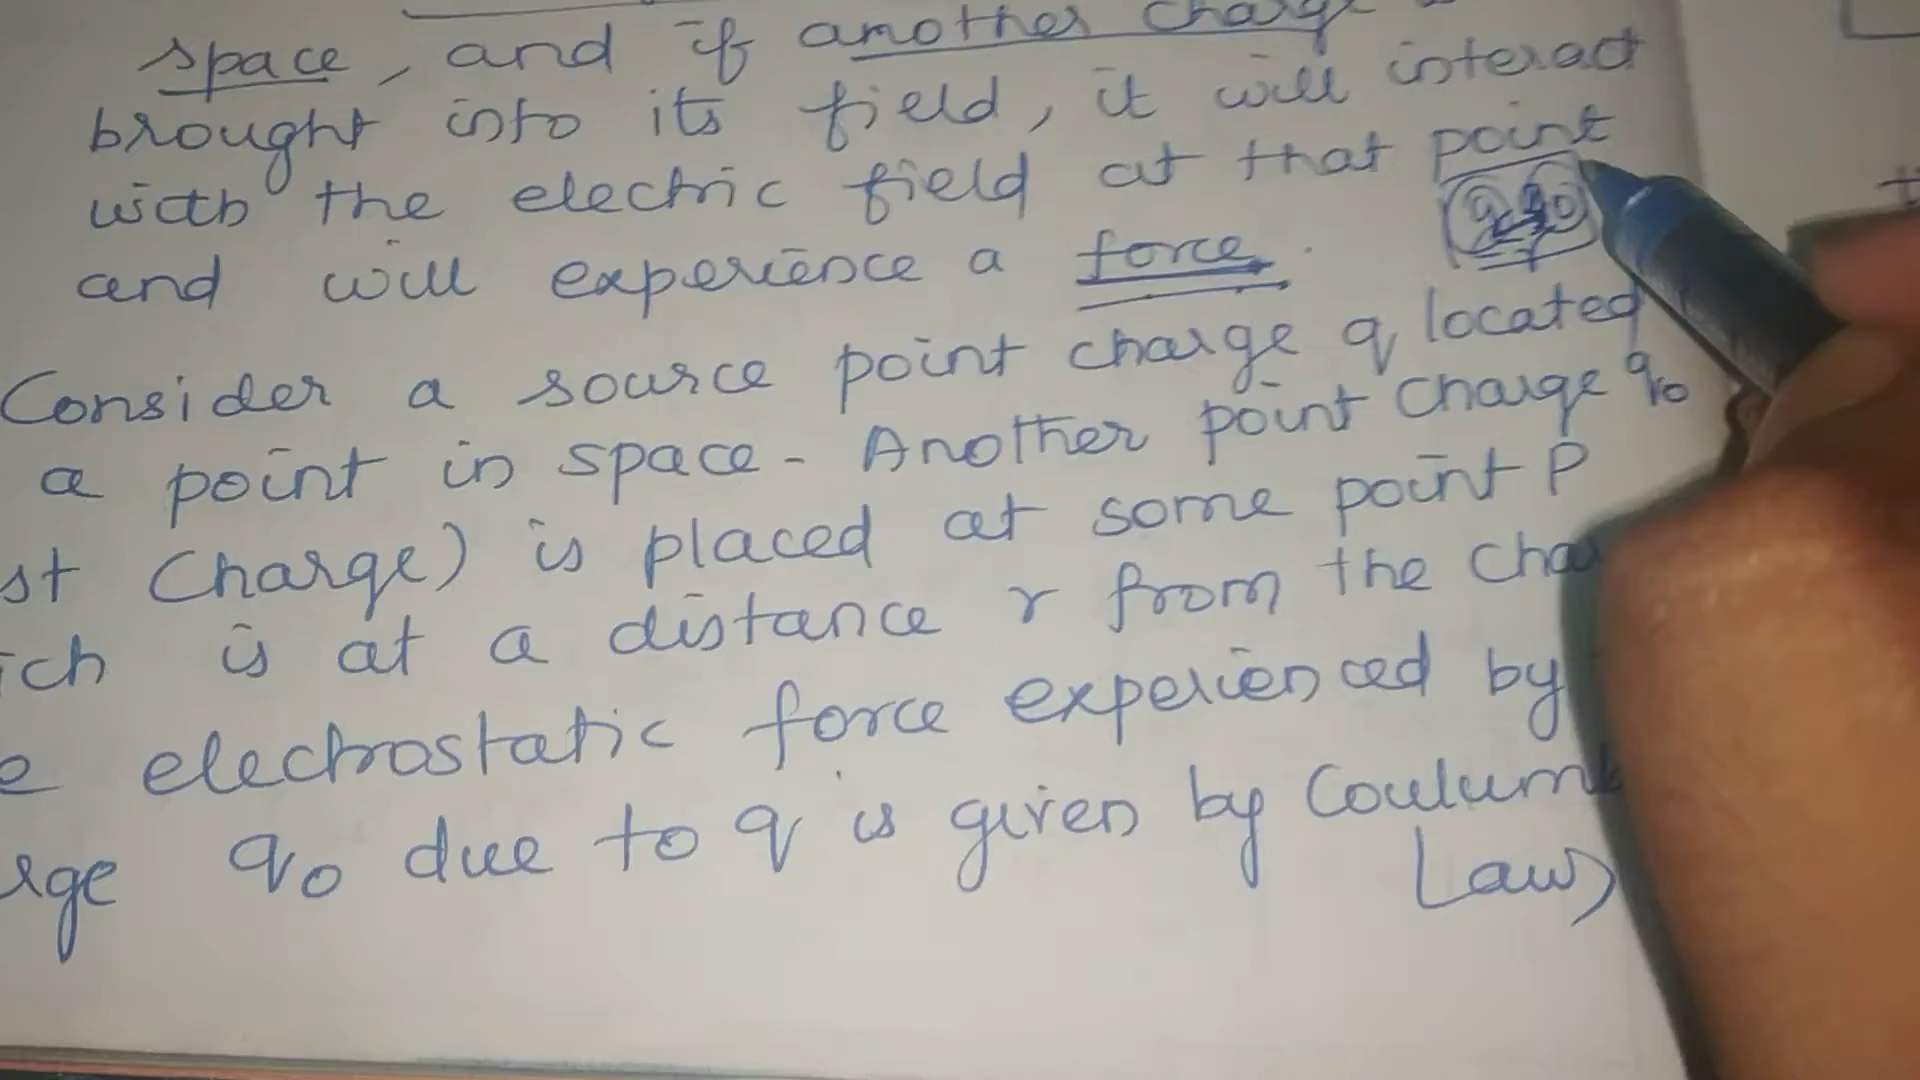 space, and if another charge
brought into its field, it will interact
with the electric field at that point
and will experience a force.
Consider a source point charge q located
a point in space. Another point charge q0
st Charge) is placed at some point P
ich is at a distance r from the cha
e electrostatic force experienced by
rge q0 due to q is given by Coulumb
Law